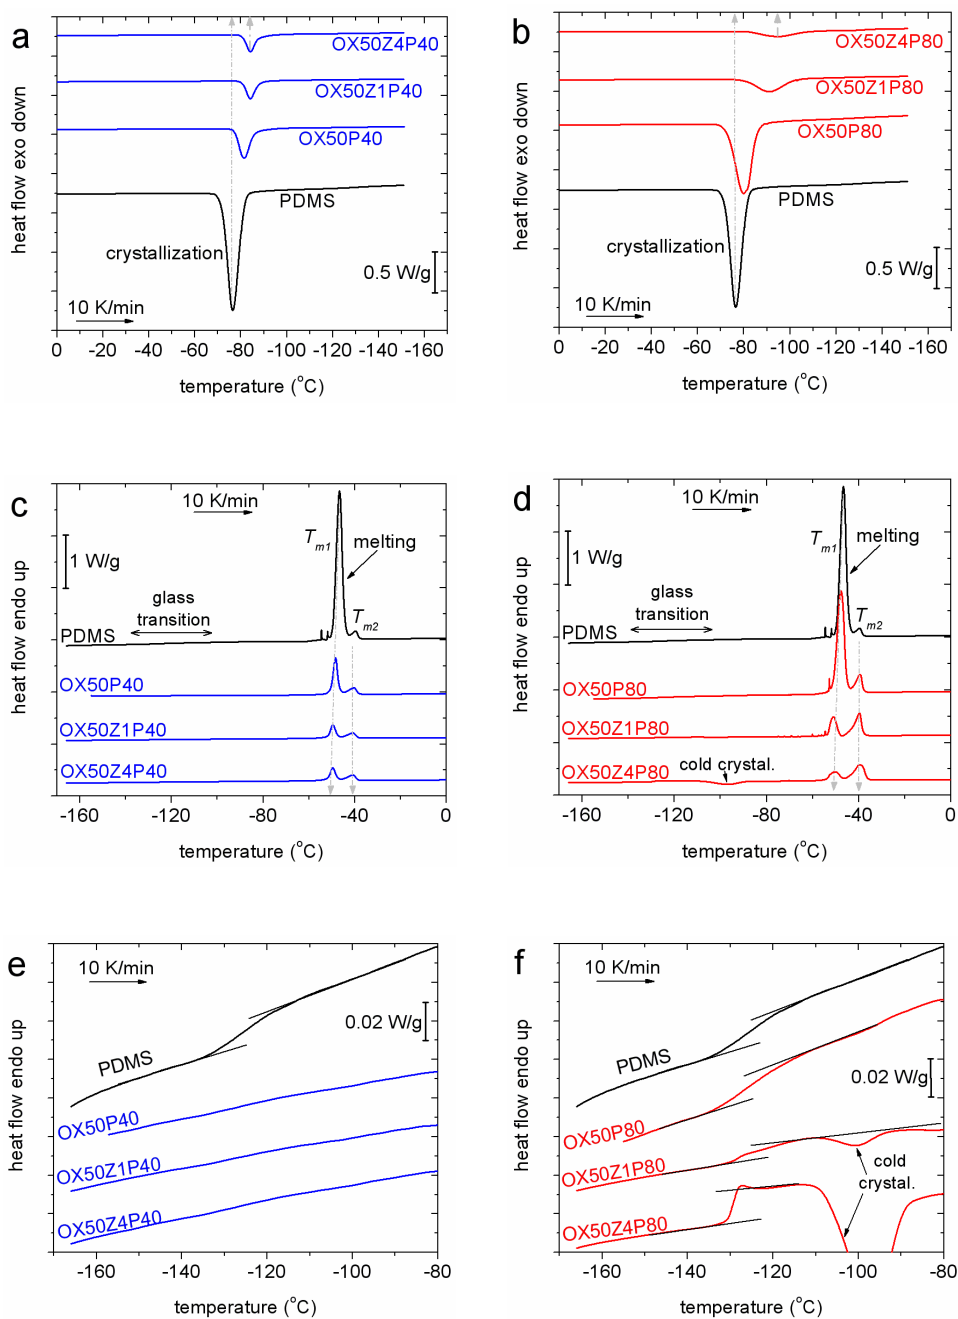 a
OX50Z4P40
OX50Z1P40
OX50P40
PDMS
crystallization
0.5 W/g
10 K/min
heat flow exo down
0 -20 -40 -60 -80 -100 -120 -140 -160
temperature (°C)
b
OX50Z4P80
OX50Z1P80
OX50P80
PDMS
crystallization
0.5 W/g
10 K/min
heat flow exo down
0 -20 -40 -60 -80 -100 -120 -140 -160
temperature (°C)
c
10 K/min
Tm1
melting
1 W/g
glass
transition
Tm2
PDMS
OX50P40
OX50Z1P40
OX50Z4P40
heat flow endo up
-160 -120 -80 -40 0
temperature (°C)
d
10 K/min
Tm1
melting
1 W/g
glass
transition
Tm2
PDMS
OX50P80
OX50Z1P80
OX50Z4P80
cold crystal.
heat flow endo up
-160 -120 -80 -40 0
temperature (°C)
e
10 K/min
0.02 W/g
PDMS
OX50P40
OX50Z1P40
OX50Z4P40
heat flow endo up
-160 -140 -120 -100 -80
temperature (°C)
f
10 K/min
0.02 W/g
PDMS
OX50P80
OX50Z1P80
cold
crystal.
OX50Z4P80
heat flow endo up
-160 -140 -120 -100 -80
temperature (°C)